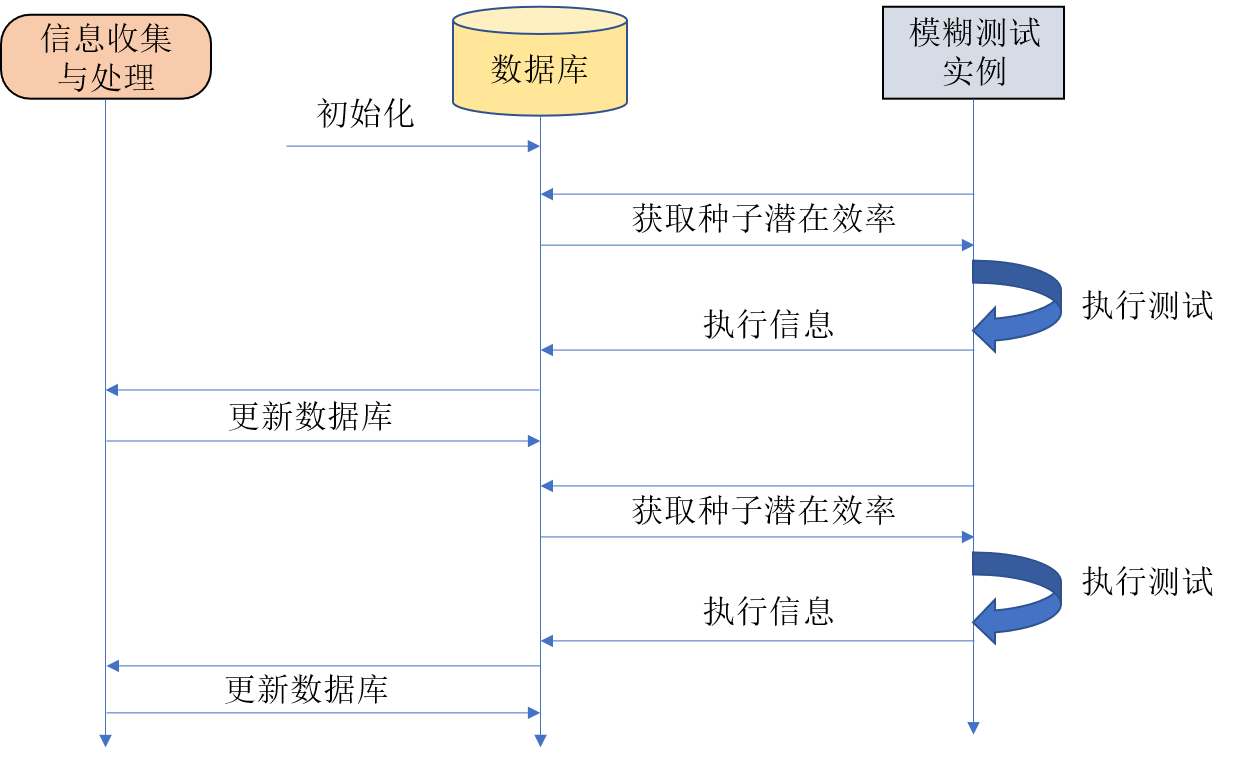 信息收集
与处理
数据库
模糊测试
实例
初始化
获取种子潜在效率
执行测试
执行信息
更新数据库
获取种子潜在效率
执行测试
执行信息
更新数据库